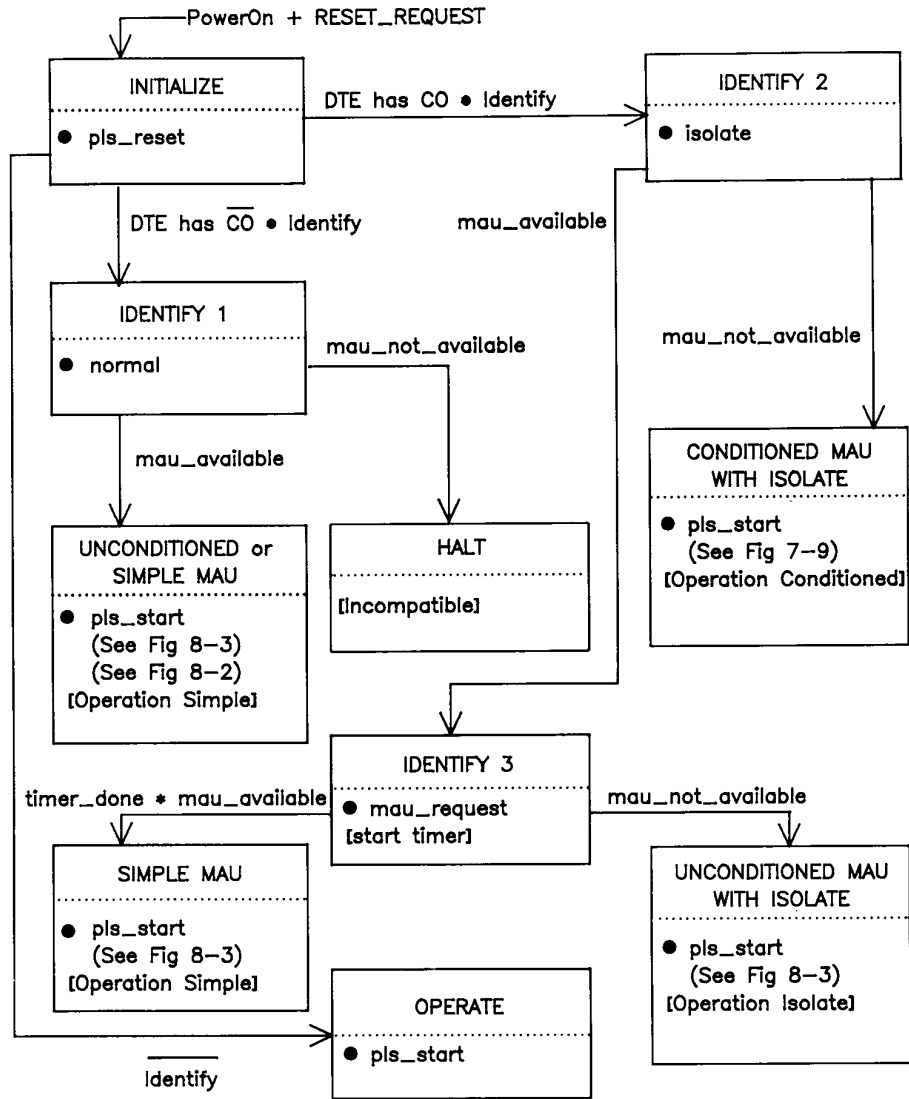 PowerOn + RESET_REQUEST
INITIALIZE
● pls_reset
DTE has CO ● Identify
IDENTIFY 2
● isolate
DTE has C̅O̅ ● Identify
mau_available
mau_not_available
IDENTIFY 1
● normal
mau_not_available
mau_available
CONDITIONED MAU
WITH ISOLATE
● pls_start
(See Fig 7–9)
[Operation Conditioned]
UNCONDITIONED or
SIMPLE MAU
● pls_start
(See Fig 8–3)
(See Fig 8–2)
[Operation Simple]
HALT
[Incompatible]
IDENTIFY 3
● mau_request
[start timer]
timer_done * mau_available
mau_not_available
SIMPLE MAU
● pls_start
(See Fig 8–3)
[Operation Simple]
UNCONDITIONED MAU
WITH ISOLATE
● pls_start
(See Fig 8–3)
[Operation Isolate]
OPERATE
● pls_start
I̅d̅e̅n̅t̅i̅f̅y̅